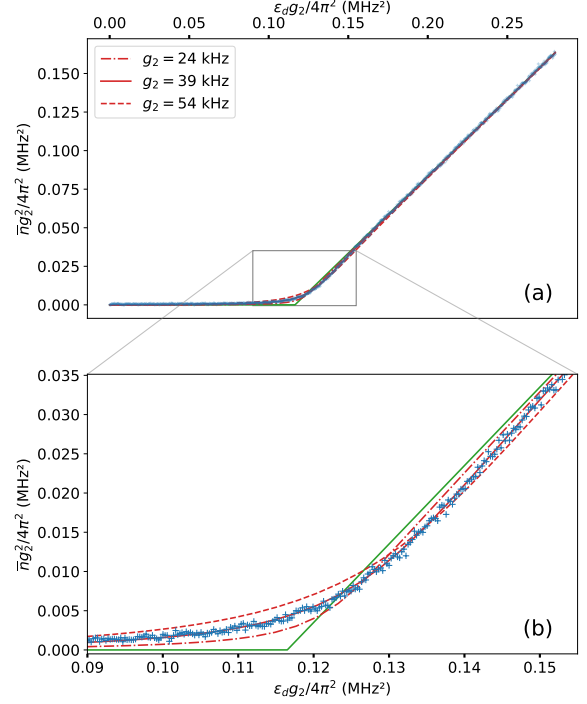 ε_d g_2/4π² (MHz²)
0.00 0.05 0.10 0.15 0.20 0.25
g_2 = 24 kHz
g_2 = 39 kHz
g_2 = 54 kHz
0.150
0.125
0.100
0.075
0.050
0.025
0.000
n̅g_2²/4π² (MHz²)
(a)
0.035
0.030
0.025
0.020
0.015
0.010
0.005
0.000
n̅g_2²/4π² (MHz²)
(b)
0.09 0.10 0.11 0.12 0.13 0.14 0.15
ε_d g_2/4π² (MHz²)